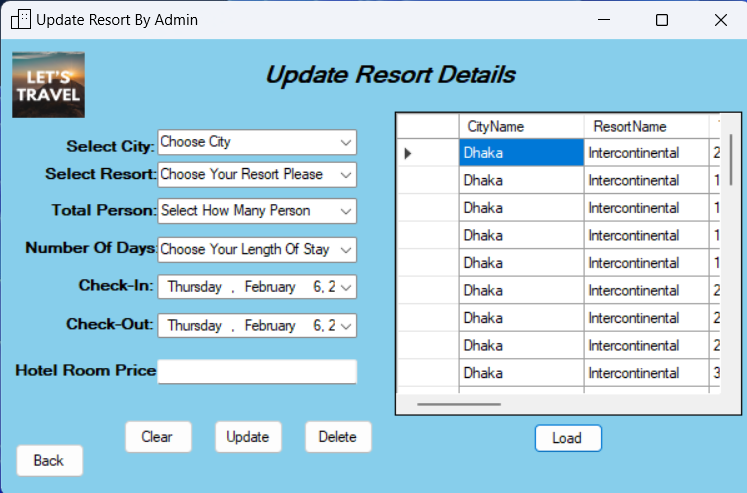 Update Resort By Admin
LET'S
TRAVEL
Update Resort Details
Select City: Choose City
Select Resort: Choose Your Resort Please
Total Person: Select How Many Person
Number Of Days: Choose Your Length Of Stay
Check-In: Thursday , February 6, 2
Check-Out: Thursday , February 6, 2
Hotel Room Price
Clear Update Delete
Back
CityName ResortName
Dhaka Intercontinental 2
Dhaka Intercontinental 1
Dhaka Intercontinental 1
Dhaka Intercontinental 1
Dhaka Intercontinental 1
Dhaka Intercontinental 2
Dhaka Intercontinental 2
Dhaka Intercontinental 2
Dhaka Intercontinental 3
Load